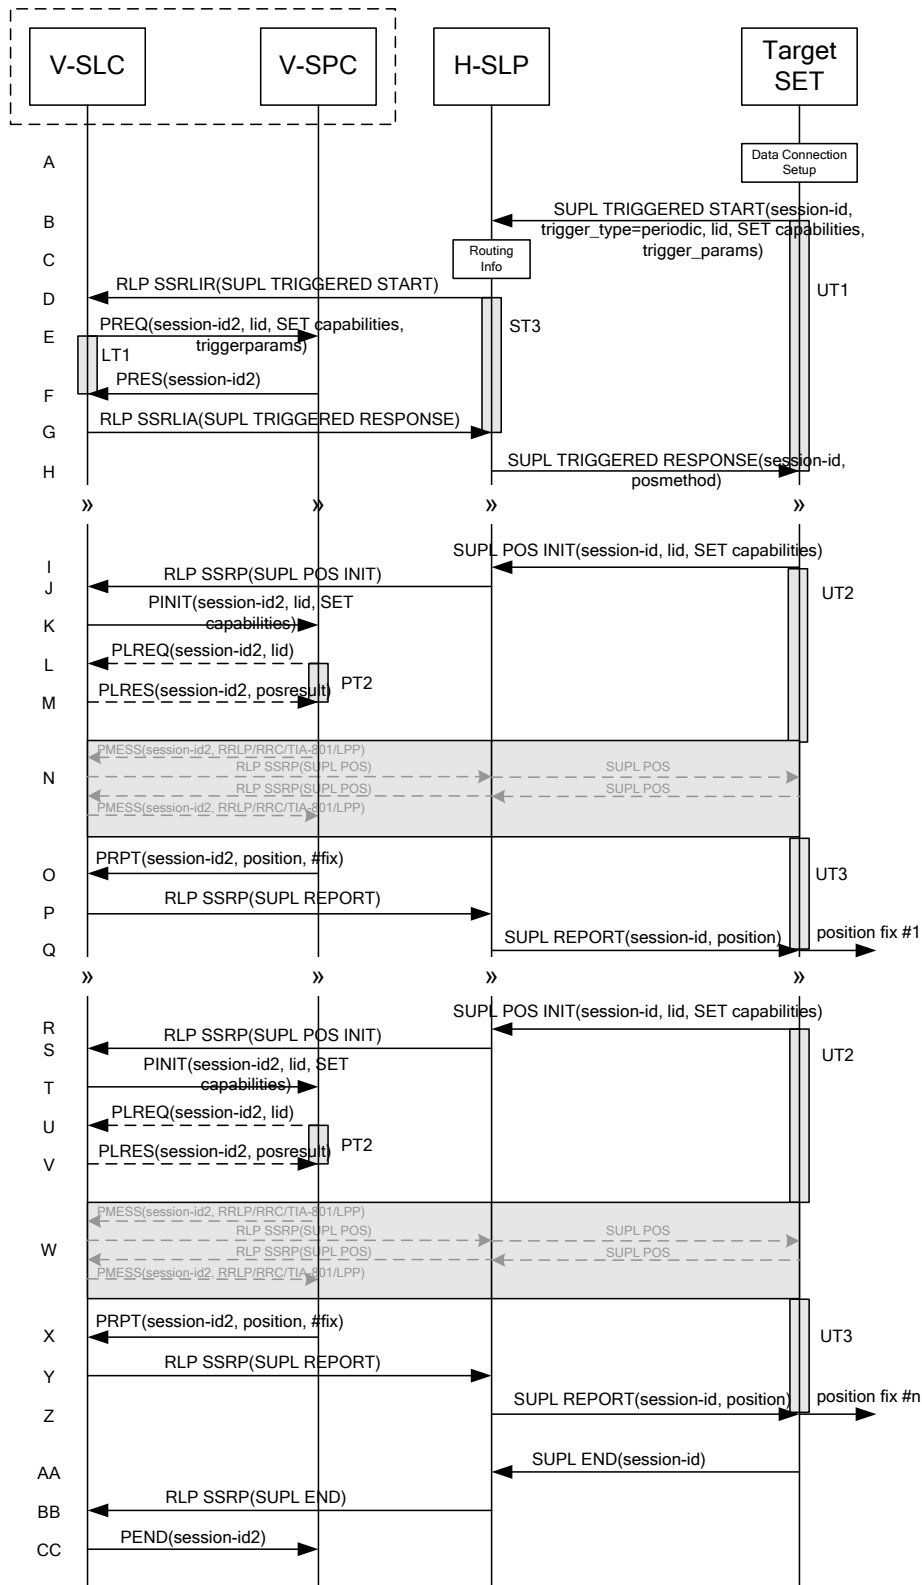 V-SLC
V-SPC
H-SLP
Target
SET
A
Data Connection
Setup
B
SUPL TRIGGERED START(session-id,
trigger_type=periodic, lid, SET capabilities,
trigger_params)
C
Routing
Info
D
RLP SSRLIR(SUPL TRIGGERED START)
UT1
E
PREQ(session-id2, lid, SET capabilities,
triggerparams)
ST3
LT1
F
PRES(session-id2)
G
RLP SSRLIA(SUPL TRIGGERED RESPONSE)
H
SUPL TRIGGERED RESPONSE(session-id,
posmethod)
» » » »
I
SUPL POS INIT(session-id, lid, SET capabilities)
J
RLP SSRP(SUPL POS INIT)
UT2
K
PINIT(session-id2, lid, SET
capabilities)
L
PLREQ(session-id2, lid)
PT2
M
PLRES(session-id2, posresult)
PMESS(session-id2, RRLP/RRC/TIA-801/LPP)
N
RLP SSRP(SUPL POS)
SUPL POS
RLP SSRP(SUPL POS)
SUPL POS
PMESS(session-id2, RRLP/RRC/TIA-801/LPP)
O
PRPT(session-id2, position, #fix)
UT3
P
RLP SSRP(SUPL REPORT)
Q
SUPL REPORT(session-id, position)
position fix #1
» » » »
R
SUPL POS INIT(session-id, lid, SET capabilities)
S
RLP SSRP(SUPL POS INIT)
UT2
T
PINIT(session-id2, lid, SET
capabilities)
U
PLREQ(session-id2, lid)
PT2
V
PLRES(session-id2, posresult)
PMESS(session-id2, RRLP/RRC/TIA-801/LPP)
W
RLP SSRP(SUPL POS)
SUPL POS
RLP SSRP(SUPL POS)
SUPL POS
PMESS(session-id2, RRLP/RRC/TIA-801/LPP)
X
PRPT(session-id2, position, #fix)
UT3
Y
RLP SSRP(SUPL REPORT)
Z
SUPL REPORT(session-id, position)
position fix #n
AA
SUPL END(session-id)
BB
RLP SSRP(SUPL END)
CC
PEND(session-id2)